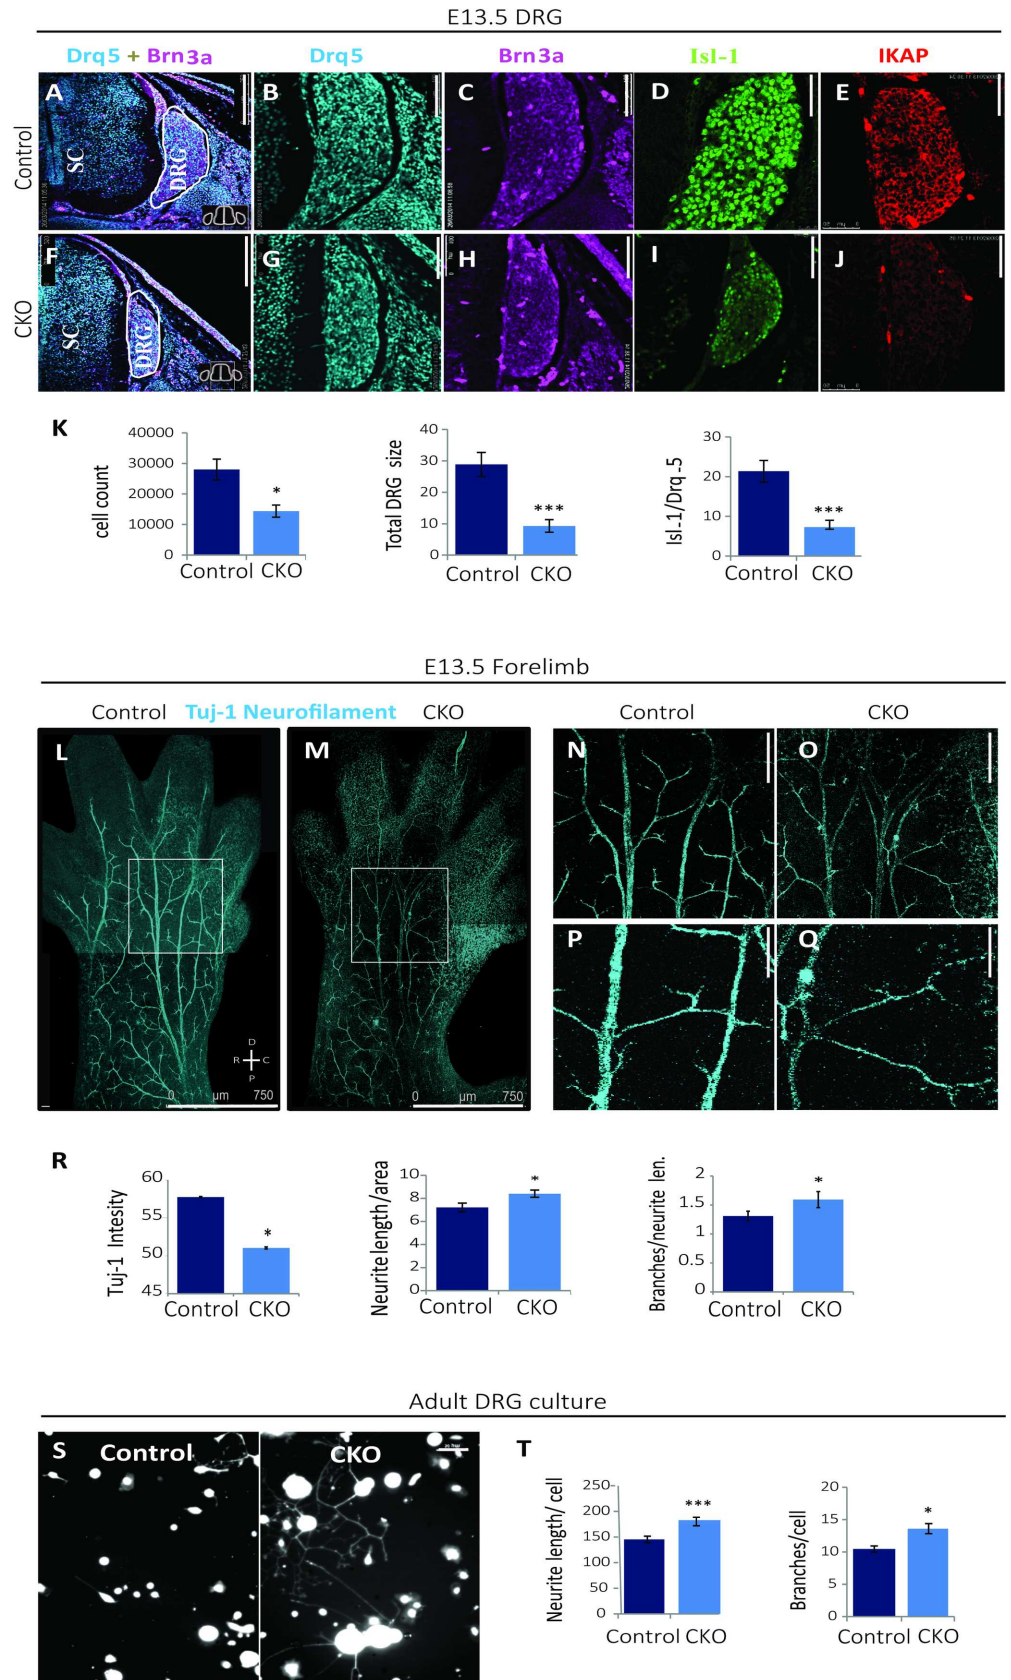 E13.5 DRG
Drq5 + Brn3a Drq5 Brn3a Isl-1 IKAP
Control
A B C D E
SC DRG
CKO
F G H I J
SC DRG
K
cell count
40000
30000
20000
10000
0
*
Control CKO
Total DRG size
40
30
20
10
0
***
Control CKO
Isl-1/Drq-5
30
20
10
0
***
Control CKO
E13.5 Forelimb
Control Tuj-1 Neurofilament CKO Control CKO
L M N O
P Q
D
R C
P
0 µm 750
0 µm 750
R
Tuj-1 Intesity
60
55
50
45
*
Control CKO
Neurite length/area
10
8
6
4
2
0
*
Control CKO
Branches/neurite len.
2
1.5
1
0.5
0
*
Control CKO
Adult DRG culture
S Control CKO
T
Neurite length/ cell
250
200
150
100
50
0
***
Control CKO
Branches/cell
20
15
10
5
0
*
Control CKO